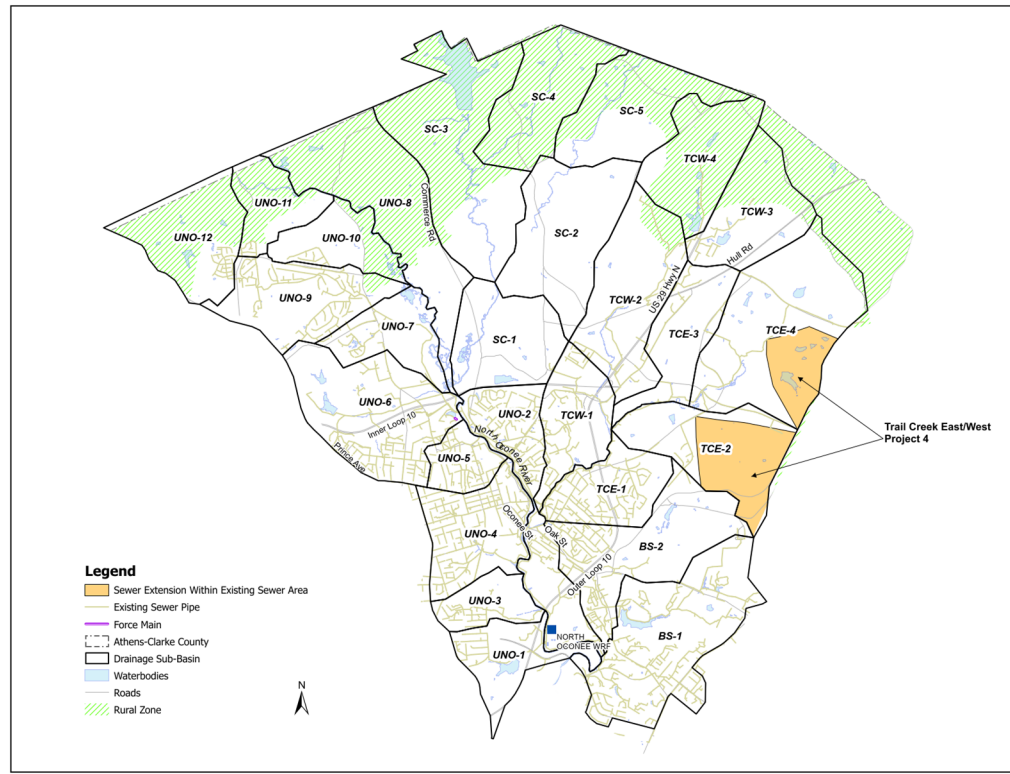 SC-4
SC-5
SC-3
TCW-4
UNO-11
UNO-8
Commerce Rd
TCW-3
UNO-12
UNO-10
SC-2
Hull Rd
UNO-9
TCW-2
US 29 Hwy N
UNO-7
TCE-3
TCE-4
SC-1
UNO-6
Inner Loop 10
UNO-2
TCW-1
North Oconee River
Trail Creek East/West
Project 4
Prince Ave
UNO-5
TCE-2
TCE-1
Oconee St
UNO-4
Oak St
BS-2
Outer Loop 10
UNO-3
NORTH
OCONEE WRF
BS-1
UNO-1
Legend
Sewer Extension Within Existing Sewer Area
Existing Sewer Pipe
Force Main
Athens-Clarke County
Drainage Sub-Basin
Waterbodies
Roads
Rural Zone
N